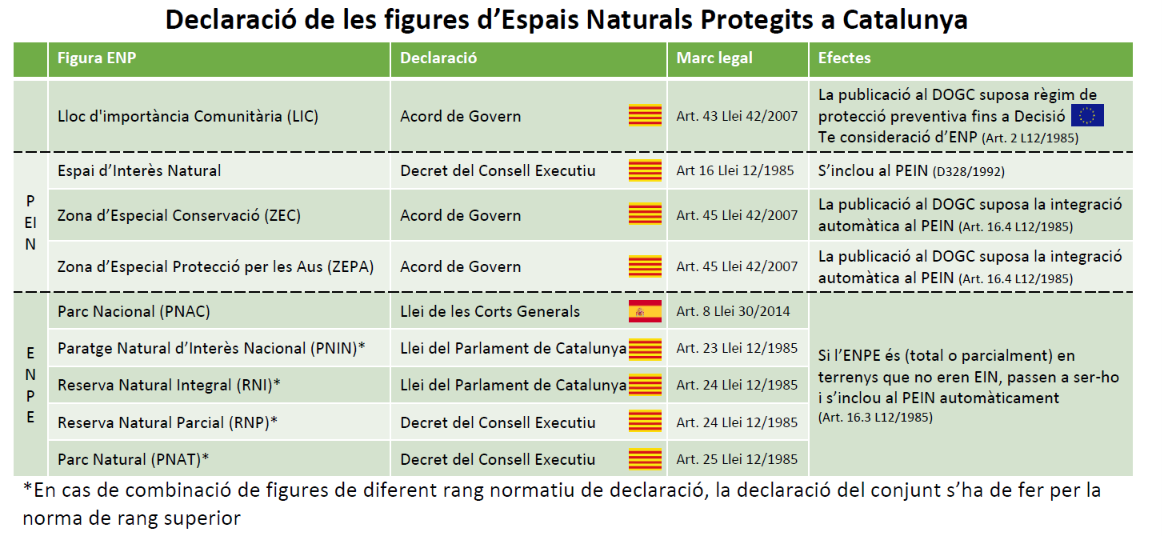 Declaració de les figures d’Espais Naturals Protegits a Catalunya
Figura ENP Declaració Marc legal Efectes
Lloc d'importància Comunitària (LIC) Acord de Govern Art. 43 Llei 42/2007
La publicació al DOGC suposa règim de
protecció preventiva fins a Decisió
Te consideració d’ENP (Art. 2 L12/1985)
P
EI
N
Espai d’Interès Natural Decret del Consell Executiu Art 16 Llei 12/1985 S’inclou al PEIN (D328/1992)
Zona d’Especial Conservació (ZEC) Acord de Govern Art. 45 Llei 42/2007
La publicació al DOGC suposa la integració
automàtica al PEIN (Art. 16.4 L12/1985)
Zona d’Especial Protecció per les Aus (ZEPA) Acord de Govern Art. 45 Llei 42/2007
La publicació al DOGC suposa la integració
automàtica al PEIN (Art. 16.4 L12/1985)
E
N
P
E
Parc Nacional (PNAC) Llei de les Corts Generals Art. 8 Llei 30/2014
Paratge Natural d’Interès Nacional (PNIN)* Llei del Parlament de Catalunya Art. 23 Llei 12/1985
Reserva Natural Integral (RNI)* Llei del Parlament de Catalunya Art. 24 Llei 12/1985
Reserva Natural Parcial (RNP)* Decret del Consell Executiu Art. 24 Llei 12/1985
Parc Natural (PNAT)* Decret del Consell Executiu Art. 25 Llei 12/1985
Si l’ENPE és (total o parcialment) en
terrenys que no eren EIN, passen a ser-ho
i s’inclou al PEIN automàticament
(Art. 16.3 L12/1985)
*En cas de combinació de figures de diferent rang normatiu de declaració, la declaració del conjunt s’ha de fer per la
norma de rang superior